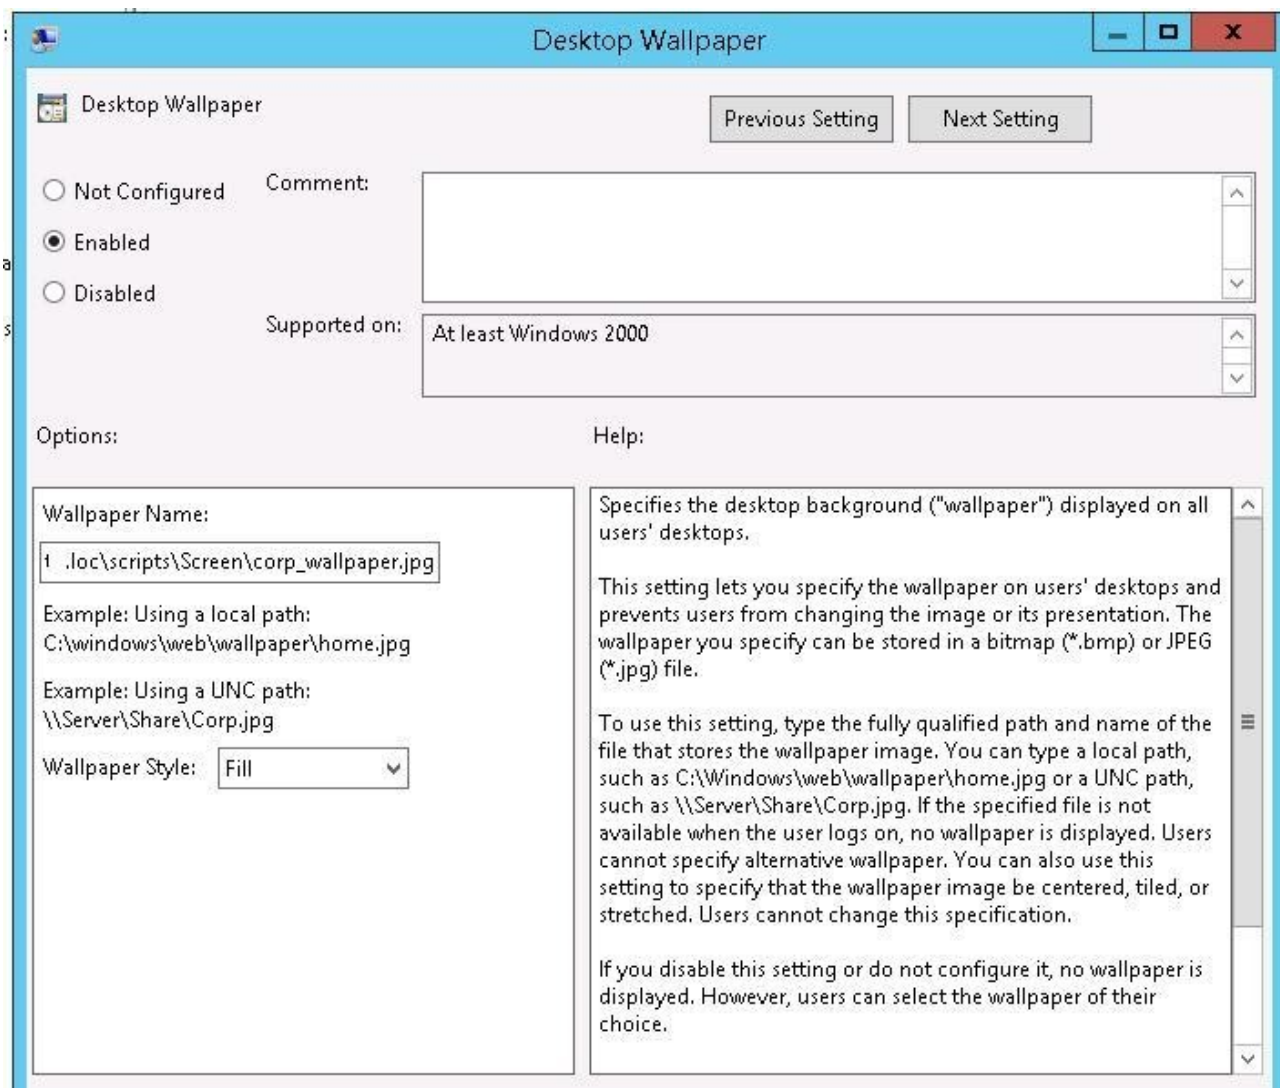 Desktop Wallpaper
Desktop Wallpaper
Previous Setting
Next Setting
Not Configured
Comment:
Enabled
Disabled
Supported on:
At least Windows 2000
Options:
Help:
Wallpaper Name:
.loc\scripts\Screen\corp_wallpaper.jpg
Example: Using a local path:
C:\windows\web\wallpaper\home.jpg
Example: Using a UNC path:
\\Server\Share\Corp.jpg
Wallpaper Style:
Fill
Specifies the desktop background ("wallpaper") displayed on all
users' desktops.
This setting lets you specify the wallpaper on users' desktops and
prevents users from changing the image or its presentation. The
wallpaper you specify can be stored in a bitmap (*.bmp) or JPEG
(*.jpg) file.
To use this setting, type the fully qualified path and name of the
file that stores the wallpaper image. You can type a local path,
such as C:\Windows\web\wallpaper\home.jpg or a UNC path,
such as \\Server\Share\Corp.jpg. If the specified file is not
available when the user logs on, no wallpaper is displayed. Users
cannot specify alternative wallpaper. You can also use this
setting to specify that the wallpaper image be centered, tiled, or
stretched. Users cannot change this specification.
If you disable this setting or do not configure it, no wallpaper is
displayed. However, users can select the wallpaper of their
choice.